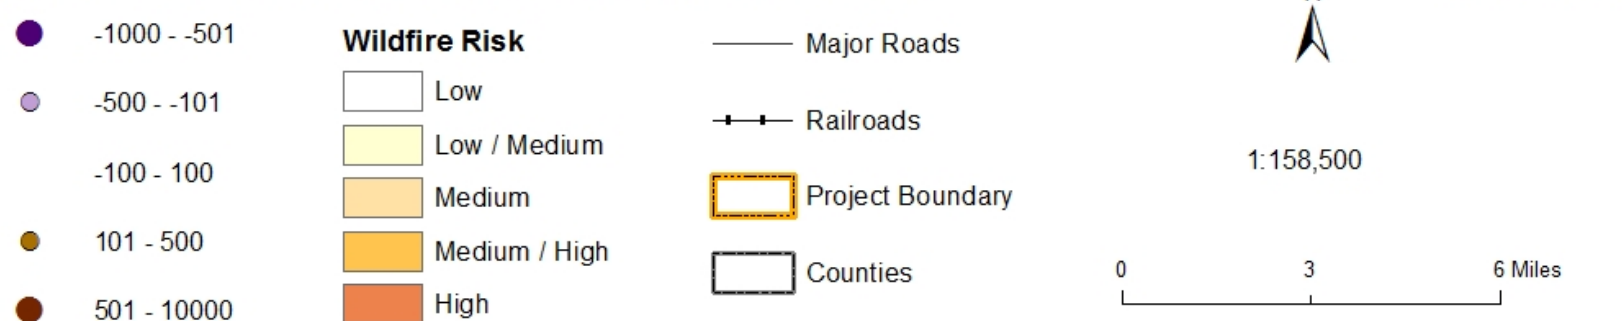 -1000 - -501
-500 - -101
-100 - 100
101 - 500
501 - 10000
Wildfire Risk
Low
Low / Medium
Medium
Medium / High
High
Major Roads
Railroads
Project Boundary
Counties
1:158,500
0 3 6 Miles